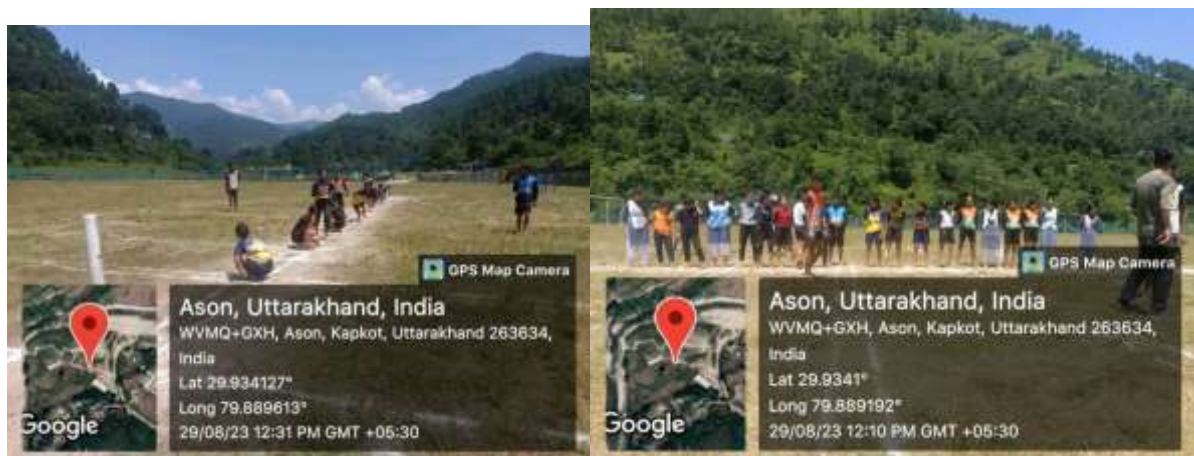 GPS Map Camera
Ason, Uttarakhand, India
WVMQ+GXH, Ason, Kapkot, Uttarakhand 263634,
India
Lat 29.934127°
Long 79.889613°
29/08/23 12:31 PM GMT +05:30
Google
GPS Map Camera
Ason, Uttarakhand, India
WVMQ+GXH, Ason, Kapkot, Uttarakhand 263634,
India
Lat 29.9341°
Long 79.889192°
29/08/23 12:10 PM GMT +05:30
Google